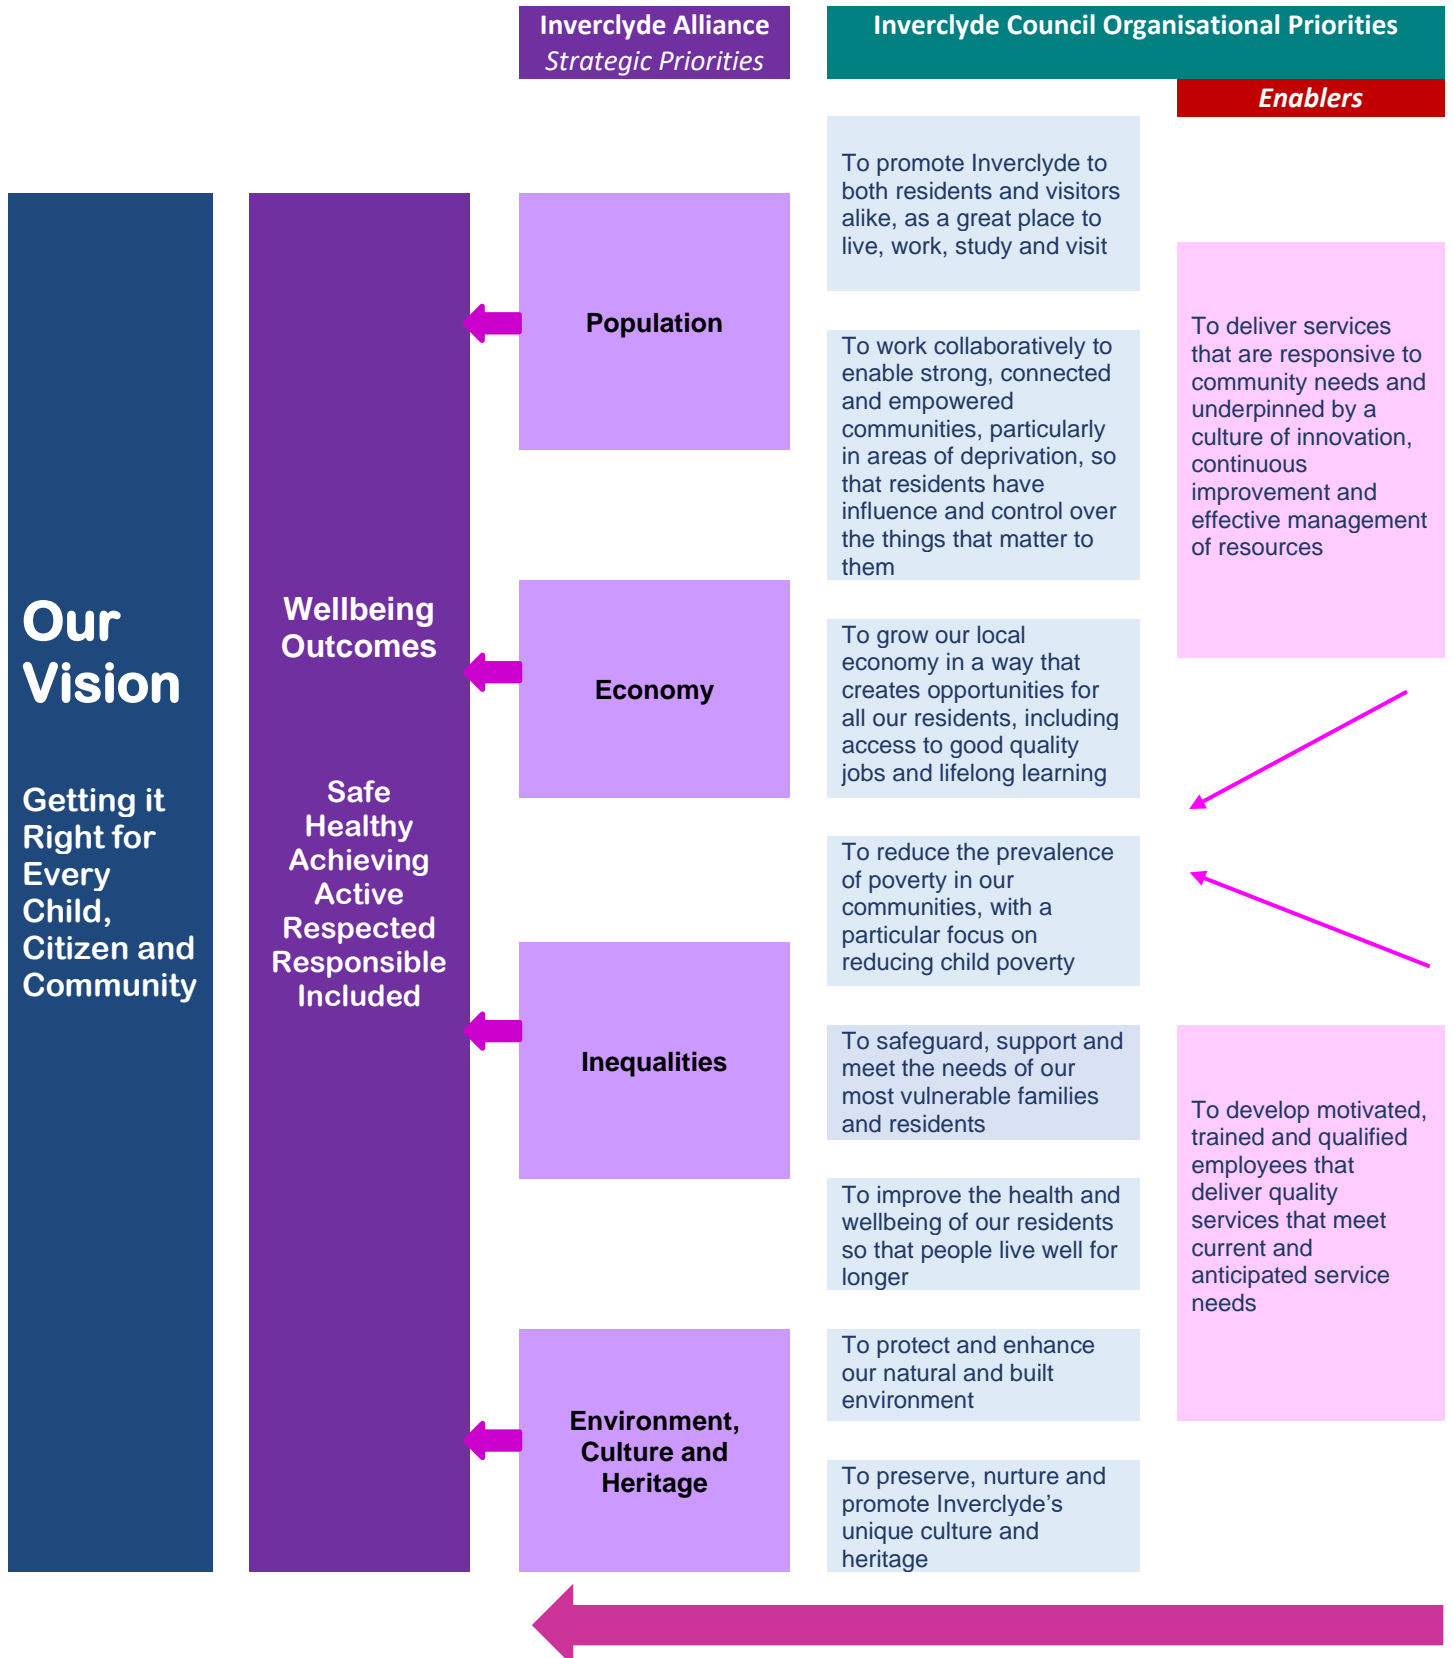 Inverclyde Alliance
Strategic Priorities
Inverclyde Council Organisational Priorities
Enablers
Our
Vision
Getting it
Right for
Every
Child,
Citizen and
Community
Wellbeing
Outcomes
Safe
Healthy
Achieving
Active
Respected
Responsible
Included
Population
Economy
Inequalities
Environment,
Culture and
Heritage
To promote Inverclyde to
both residents and visitors
alike, as a great place to
live, work, study and visit
To work collaboratively to
enable strong, connected
and empowered
communities, particularly
in areas of deprivation, so
that residents have
influence and control over
the things that matter to
them
To grow our local
economy in a way that
creates opportunities for
all our residents, including
access to good quality
jobs and lifelong learning
To reduce the prevalence
of poverty in our
communities, with a
particular focus on
reducing child poverty
To safeguard, support and
meet the needs of our
most vulnerable families
and residents
To improve the health and
wellbeing of our residents
so that people live well for
longer
To protect and enhance
our natural and built
environment
To preserve, nurture and
promote Inverclyde’s
unique culture and
heritage
To deliver services
that are responsive to
community needs and
underpinned by a
culture of innovation,
continuous
improvement and
effective management
of resources
To develop motivated,
trained and qualified
employees that
deliver quality
services that meet
current and
anticipated service
needs